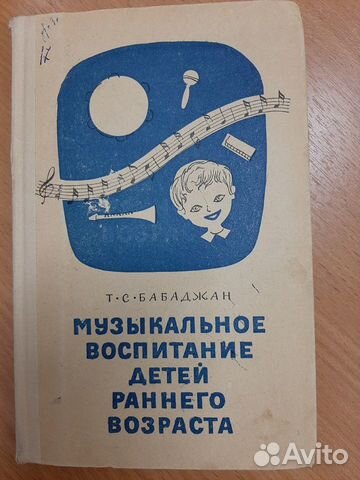 Т·С·БАБАДЖАН
МУЗЫКАЛЬНОЕ
ВОСПИТАНИЕ
ДЕТЕЙ
РАННЕГО
ВОЗРАСТА
Avito